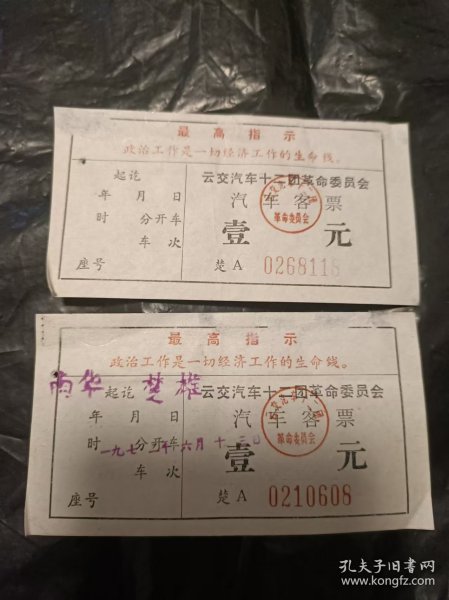 最高指示
政治工作是一切经济工作的生命线。
起讫
年 月 日
时 分开车
车 次
座号
云交汽车十二团革命委员会
汽车客票
壹 元
革命委员会
楚A 0268118
最高指示
政治工作是一切经济工作的生命线。
南华 起讫 楚雄
年 月 日
时 分开车
一九七 年六月十二日
车 次
座号
云交汽车十二团革命委员会
汽车客票
壹 元
革命委员会
楚A 0210608
孔夫子旧书网
www.kongfz.com